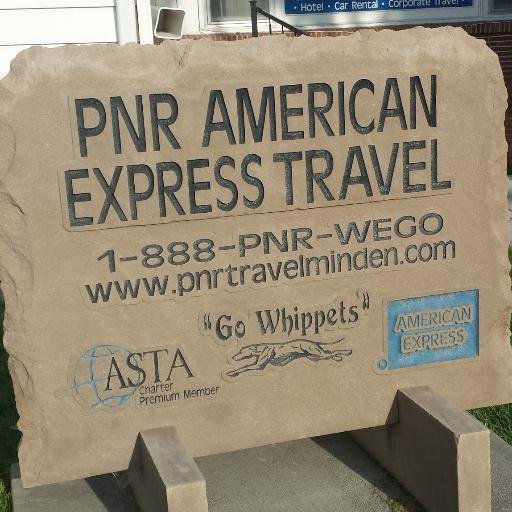 • Hotel • Car Rental • Corporate Travel •
PNR AMERICAN
EXPRESS TRAVEL
1-888-PNR-WEGO
www.pnrtravelminden.com
"Go Whippets"
AMERICAN
EXPRESS
ASTA
Charter
Premium Member